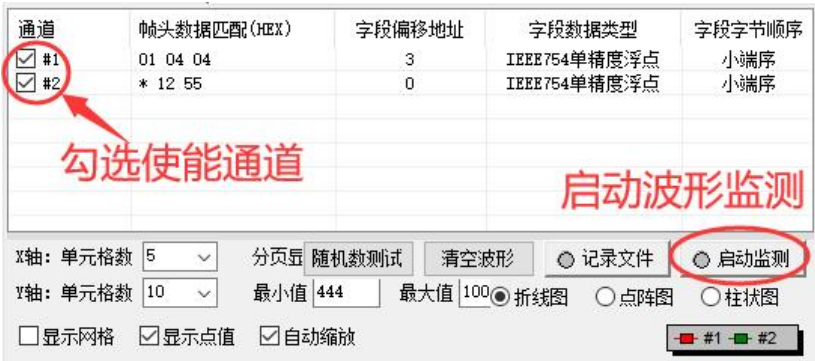 通道 帧头数据匹配(HEX) 字段偏移地址 字段数据类型 字段字节顺序
#1 01 04 04 3 IEEE754单精度浮点 小端序
#2 * 12 55 0 IEEE754单精度浮点 小端序
勾选使能通道
启动波形监测
X轴: 单元格数 5 分页显 随机数测试 清空波形 记录文件 启动监测
Y轴: 单元格数 10 最小值 444 最大值 100 折线图 点阵图 柱状图
显示网格 显示点值 自动缩放 #1 #2